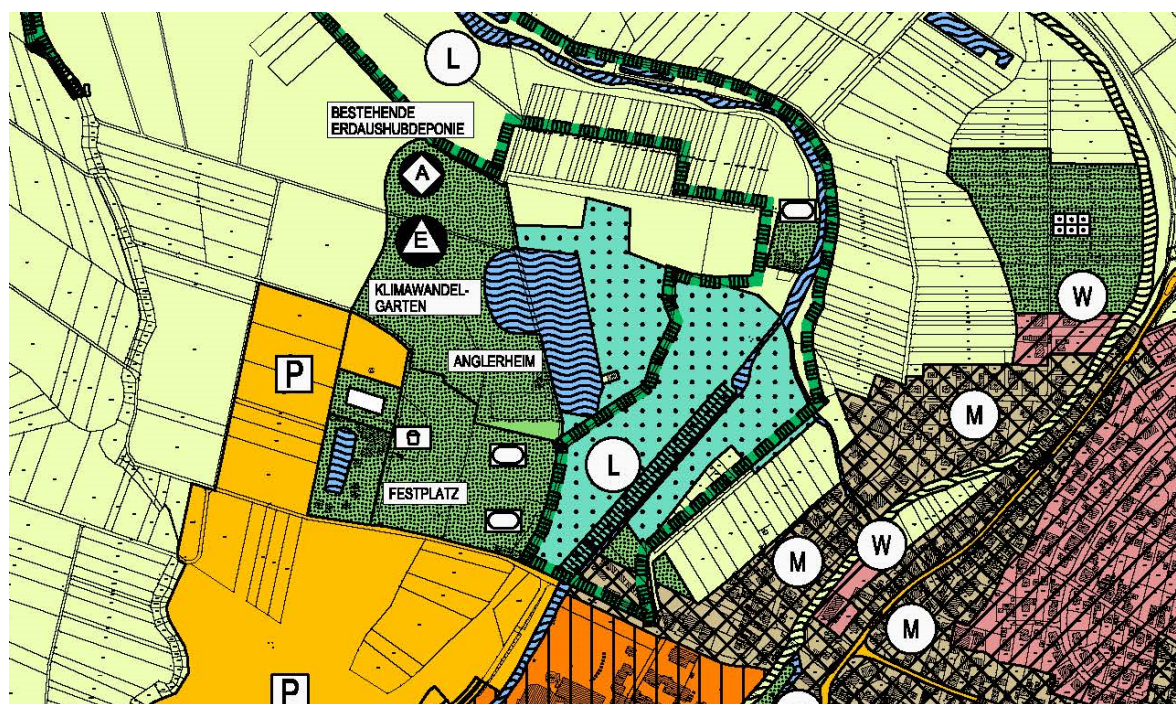 L
BESTEHENDE
ERDAUSHUBDEPONIE
A
E
KLIMAWANDEL-
GARTEN
W
ANGLERHEIM
P
M
L
FESTPLATZ
W
M
M
P